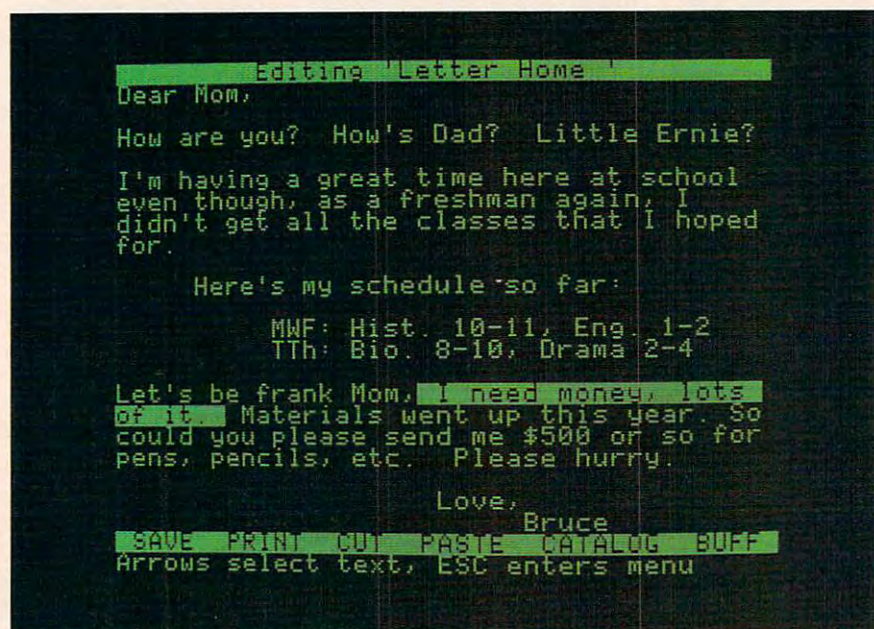 Editing 'Letter Home '
Dear Mom,
How are you? How's Dad? Little Ernie?
I'm having a great time here at school
even though, as a freshman again, I
didn't get all the classes that I hoped
for.
Here's my schedule so far:
MWF: Hist. 10-11, Eng. 1-2
TTh: Bio. 8-10, Drama 2-4
Let's be frank Mom, I need money, lots
of it. Materials went up this year. So
could you please send me $500 or so for
pens, pencils, etc. Please hurry.
Love,
Bruce
SAVE PRINT CUT PASTE CATALOG BUFF
Arrows select text, ESC enters menu